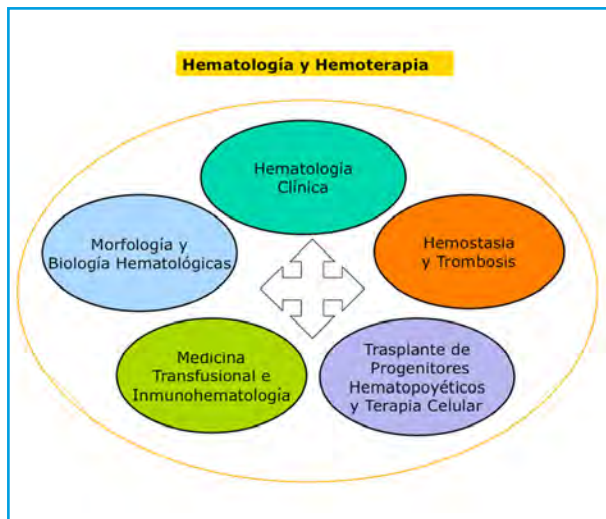 Hematología y Hemoterapia
Hematología
Clínica
Morfología y
Biología Hematológicas
Hemostasia
y Trombosis
Medicina
Transfusional e
Inmunohematología
Trasplante de
Progenitores
Hematopoyéticos
y Terapia Celular